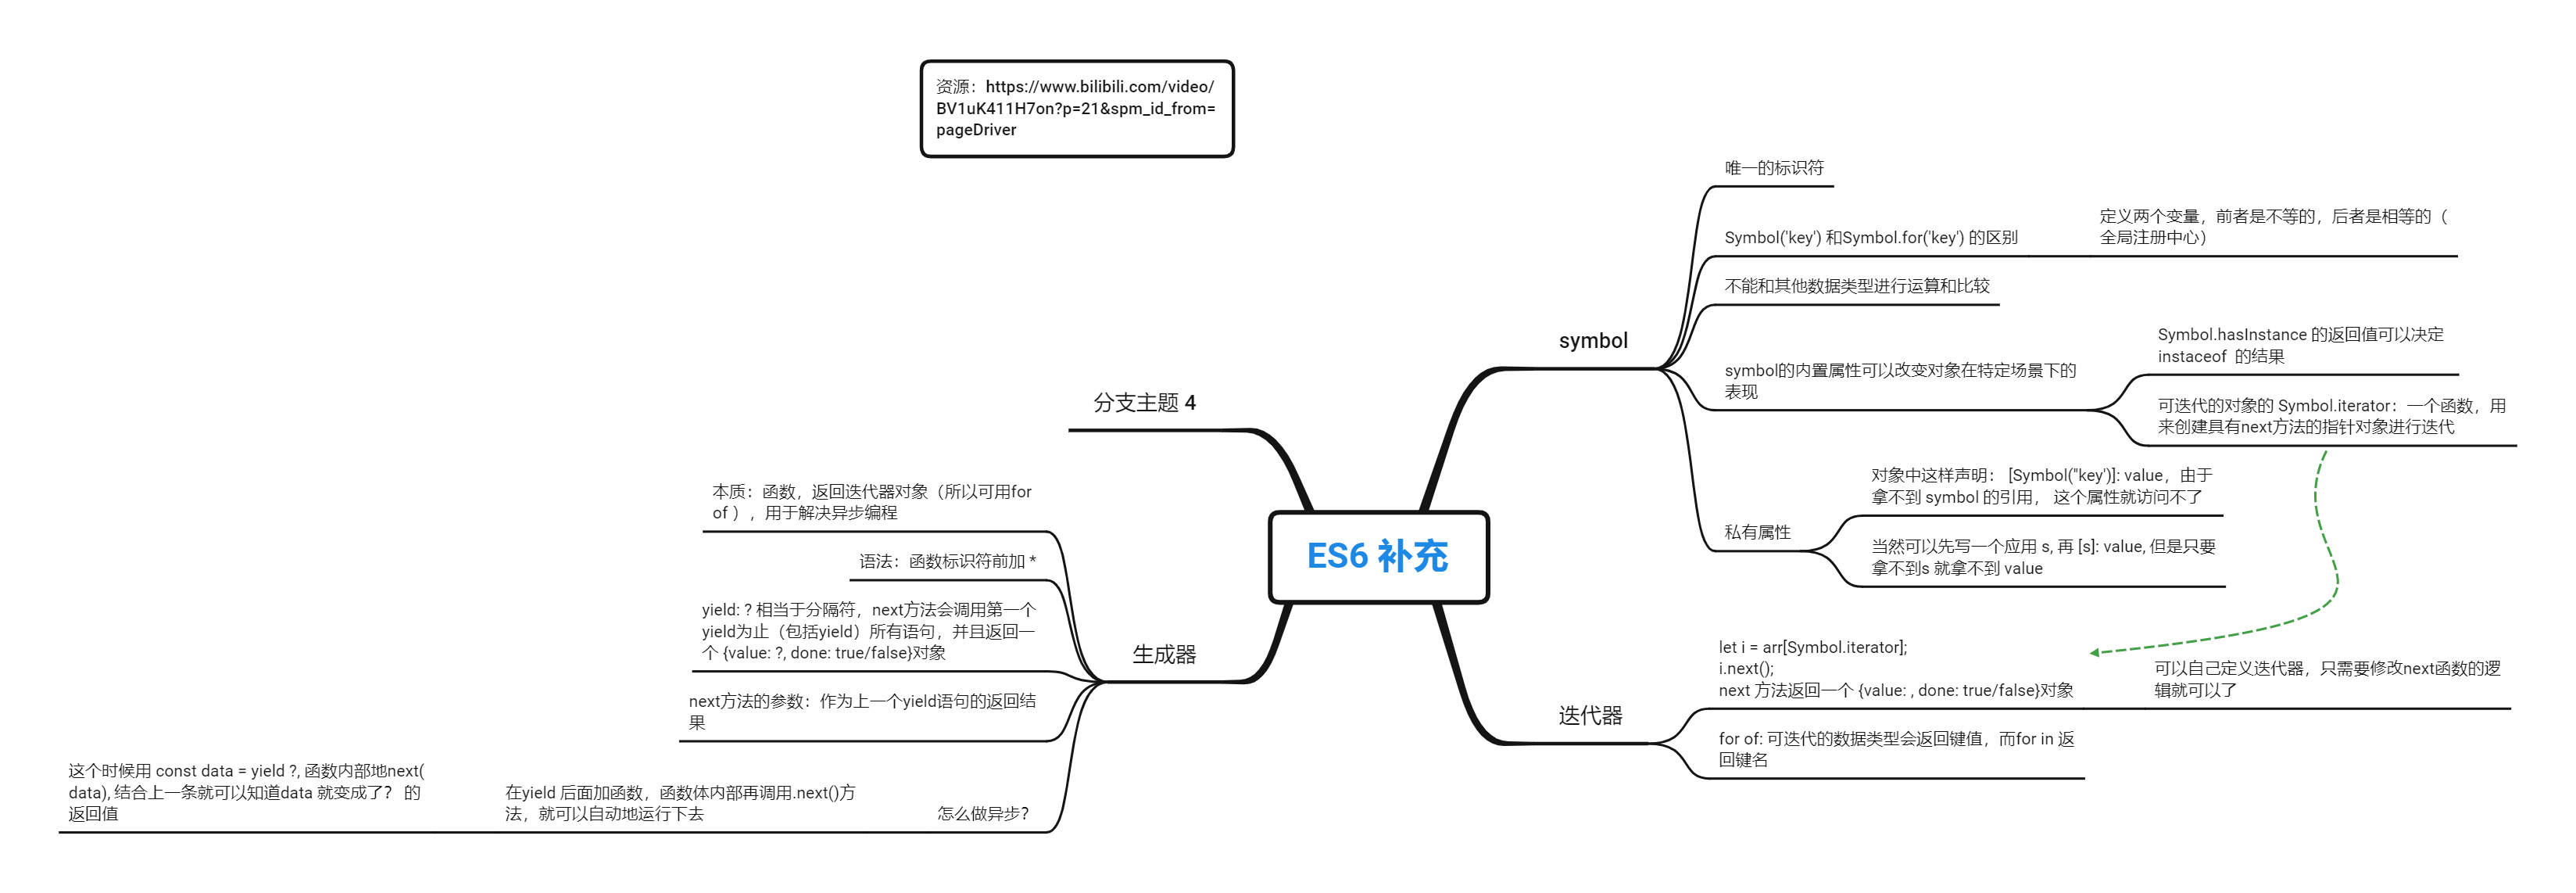 资源：https://www.bilibili.com/video/
BV1uK411H7on?p=21&spm_id_from=
pageDriver
ES6 补充
symbol
唯一的标识符
Symbol('key') 和Symbol.for('key') 的区别
定义两个变量，前者是不等的，后者是相等的（
全局注册中心）
不能和其他数据类型进行运算和比较
symbol的内置属性可以改变对象在特定场景下的
表现
Symbol.hasInstance 的返回值可以决定
instaceof 的结果
可迭代的对象的 Symbol.iterator：一个函数，用
来创建具有next方法的指针对象进行迭代
私有属性
对象中这样声明： [Symbol("key')]: value，由于
拿不到 symbol 的引用， 这个属性就访问不了
当然可以先写一个应用 s, 再 [s]: value, 但是只要
拿不到s 就拿不到 value
迭代器
let i = arr[Symbol.iterator];
i.next();
next 方法返回一个 {value: , done: true/false}对象
可以自己定义迭代器，只需要修改next函数的逻
辑就可以了
for of: 可迭代的数据类型会返回键值，而for in 返
回键名
生成器
本质：函数，返回迭代器对象（所以可用for
of ），用于解决异步编程
语法：函数标识符前加 *
yield: ? 相当于分隔符，next方法会调用第一个
yield为止（包括yield）所有语句，并且返回一
个 {value: ?, done: true/false}对象
next方法的参数：作为上一个yield语句的返回结
果
怎么做异步？
在yield 后面加函数，函数体内部再调用.next()方
法，就可以自动地运行下去
这个时候用 const data = yield ?, 函数内部地next(
data), 结合上一条就可以知道data 就变成了？ 的
返回值
分支主题 4